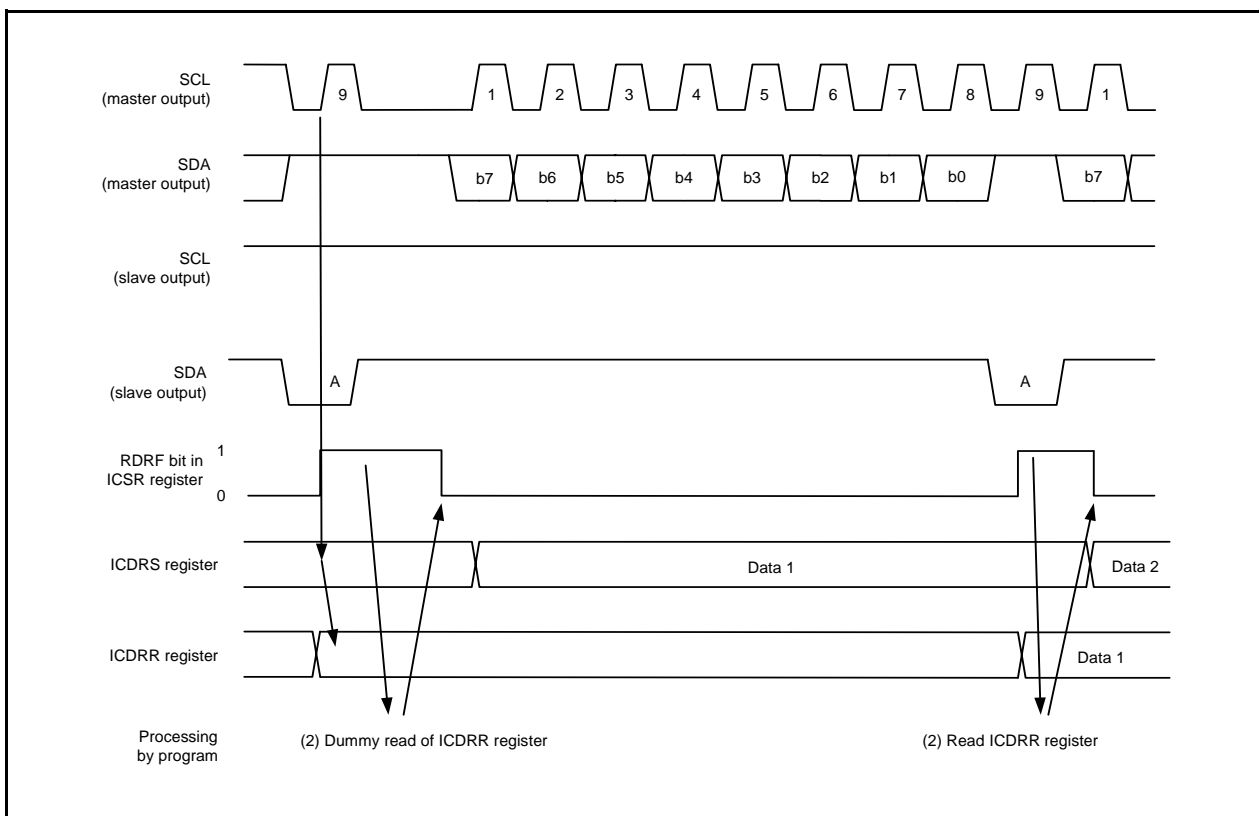 SCL
(master output)
9 1 2 3 4 5 6 7 8 9 1
SDA
(master output)
b7 b6 b5 b4 b3 b2 b1 b0 b7
SCL
(slave output)
SDA
(slave output)
A A
RDRF bit in
ICSR register
1
0
ICDRS register
Data 1 Data 2
ICDRR register
Data 1
Processing
by program
(2) Dummy read of ICDRR register (2) Read ICDRR register